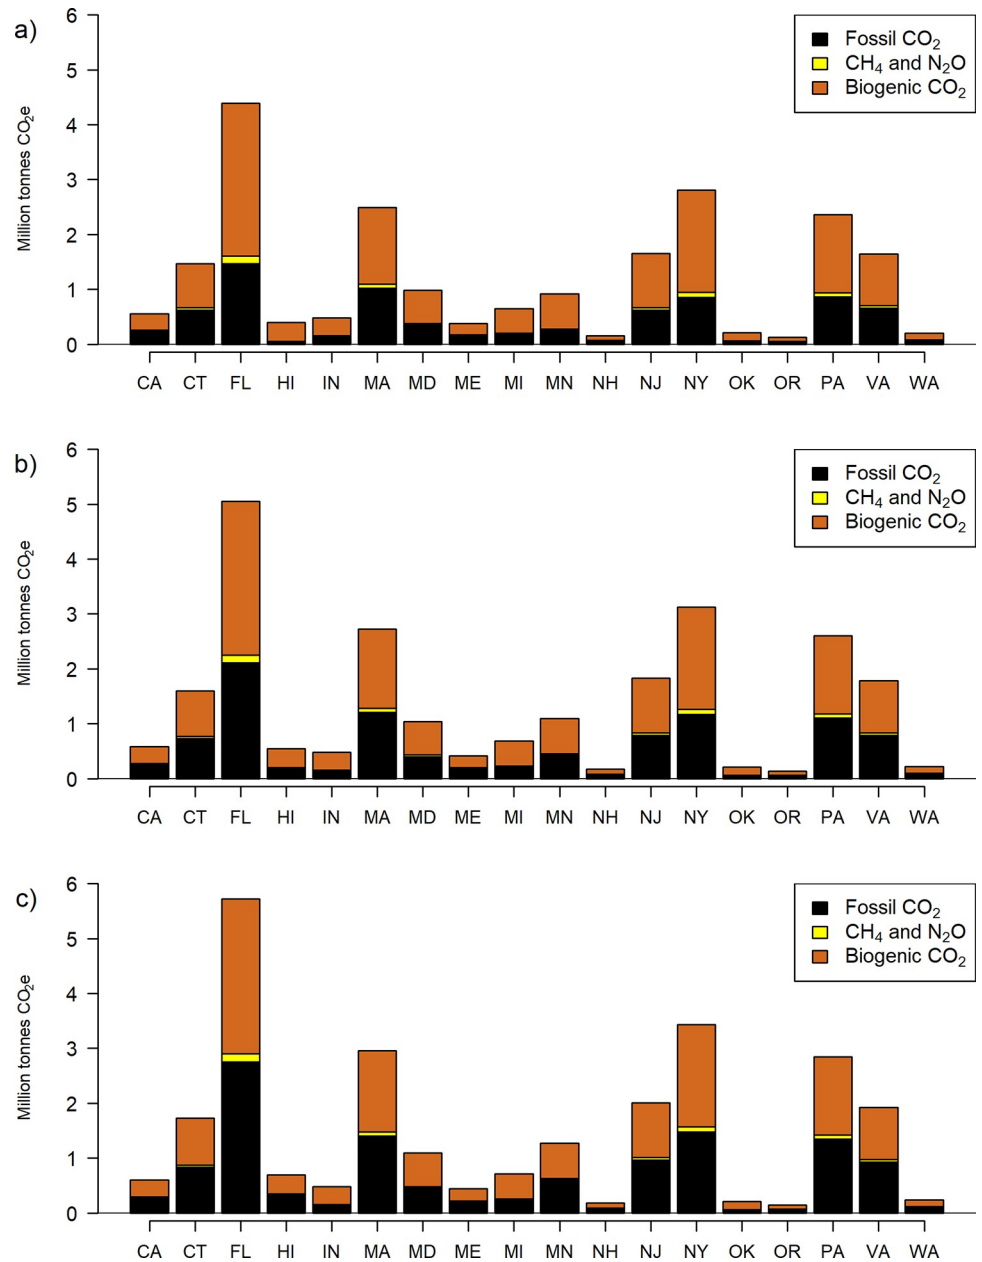 a)
Million tonnes CO₂e
6
5
4
3
2
1
0
Fossil CO₂
CH₄ and N₂O
Biogenic CO₂
CA CT FL HI IN MA MD ME MI MN NH NJ NY OK OR PA VA WA
b)
Million tonnes CO₂e
6
5
4
3
2
1
0
Fossil CO₂
CH₄ and N₂O
Biogenic CO₂
CA CT FL HI IN MA MD ME MI MN NH NJ NY OK OR PA VA WA
c)
Million tonnes CO₂e
6
5
4
3
2
1
0
Fossil CO₂
CH₄ and N₂O
Biogenic CO₂
CA CT FL HI IN MA MD ME MI MN NH NJ NY OK OR PA VA WA